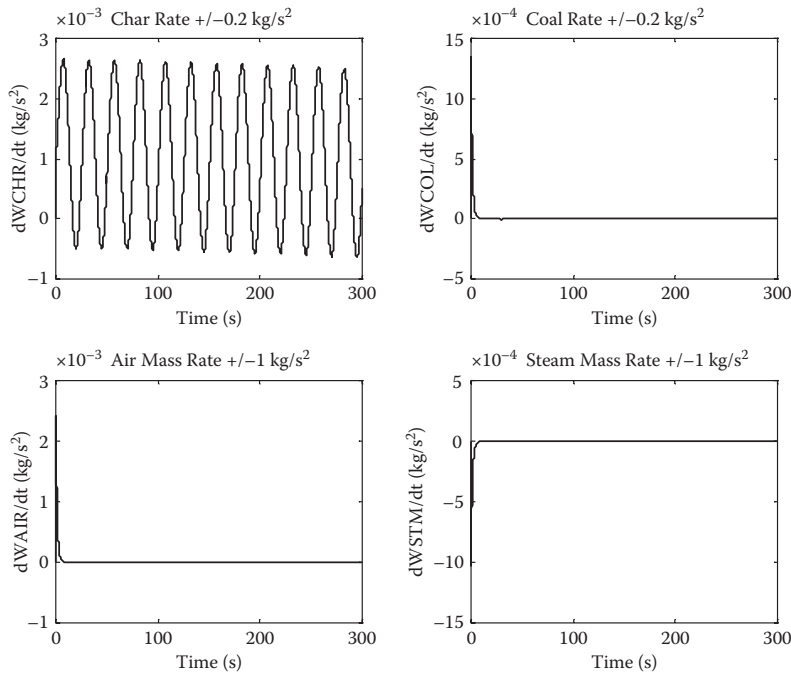 ×10⁻³ Char Rate +/−0.2 kg/s²
3
2
1
0
−1
dWCHR/dt (kg/s²)
0 100 200 300
Time (s)
×10⁻⁴ Coal Rate +/−0.2 kg/s²
15
10
5
0
−5
dWCOL/dt (kg/s²)
0 100 200 300
Time (s)
×10⁻³ Air Mass Rate +/−1 kg/s²
3
2
1
0
−1
dWAIR/dt (kg/s²)
0 100 200 300
Time (s)
×10⁻⁴ Steam Mass Rate +/−1 kg/s²
5
0
−5
−10
−15
dWSTM/dt (kg/s²)
0 100 200 300
Time (s)